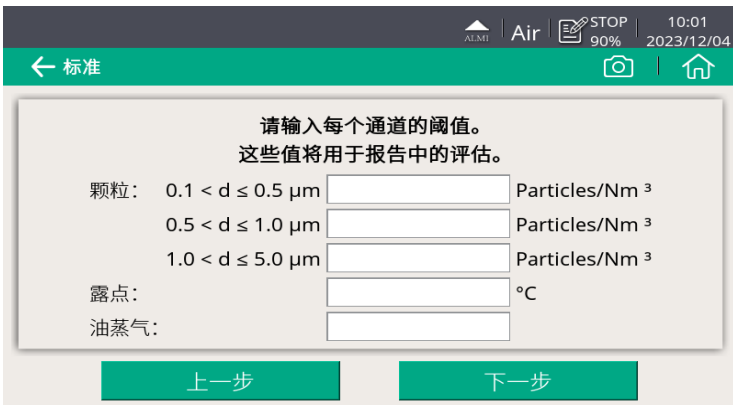 ALMI Air STOP 90% 10:01 2023/12/04
标准
请输入每个通道的阈值。
这些值将用于报告中的评估。
颗粒： 0.1 < d ≤ 0.5 μm Particles/Nm ³
0.5 < d ≤ 1.0 μm Particles/Nm ³
1.0 < d ≤ 5.0 μm Particles/Nm ³
露点： °C
油蒸气：
上一步 下一步